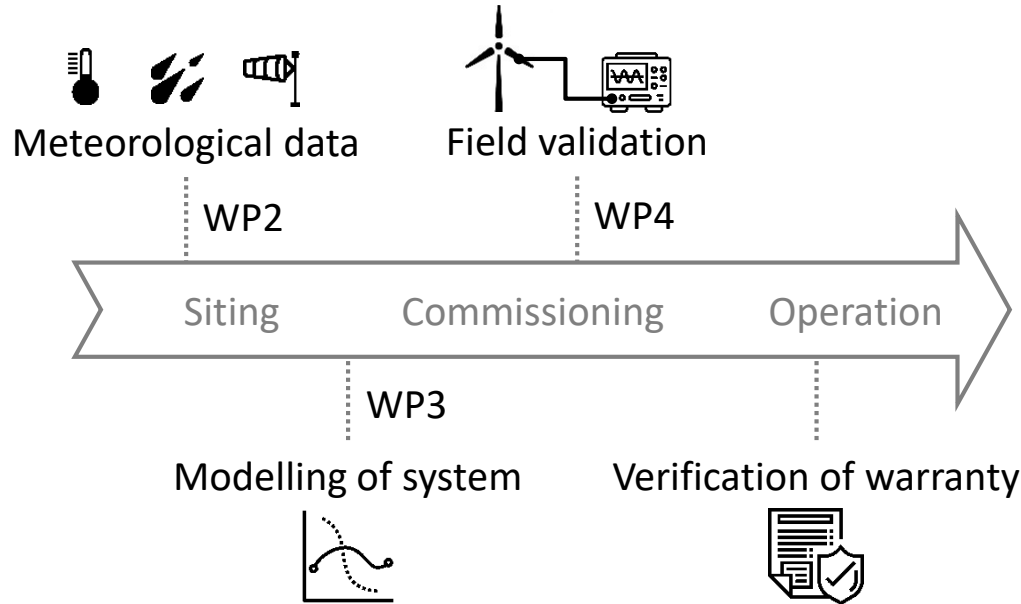 Meteorological data
Field validation
WP2
WP4
Siting
Commissioning
Operation
WP3
Modelling of system
Verification of warranty